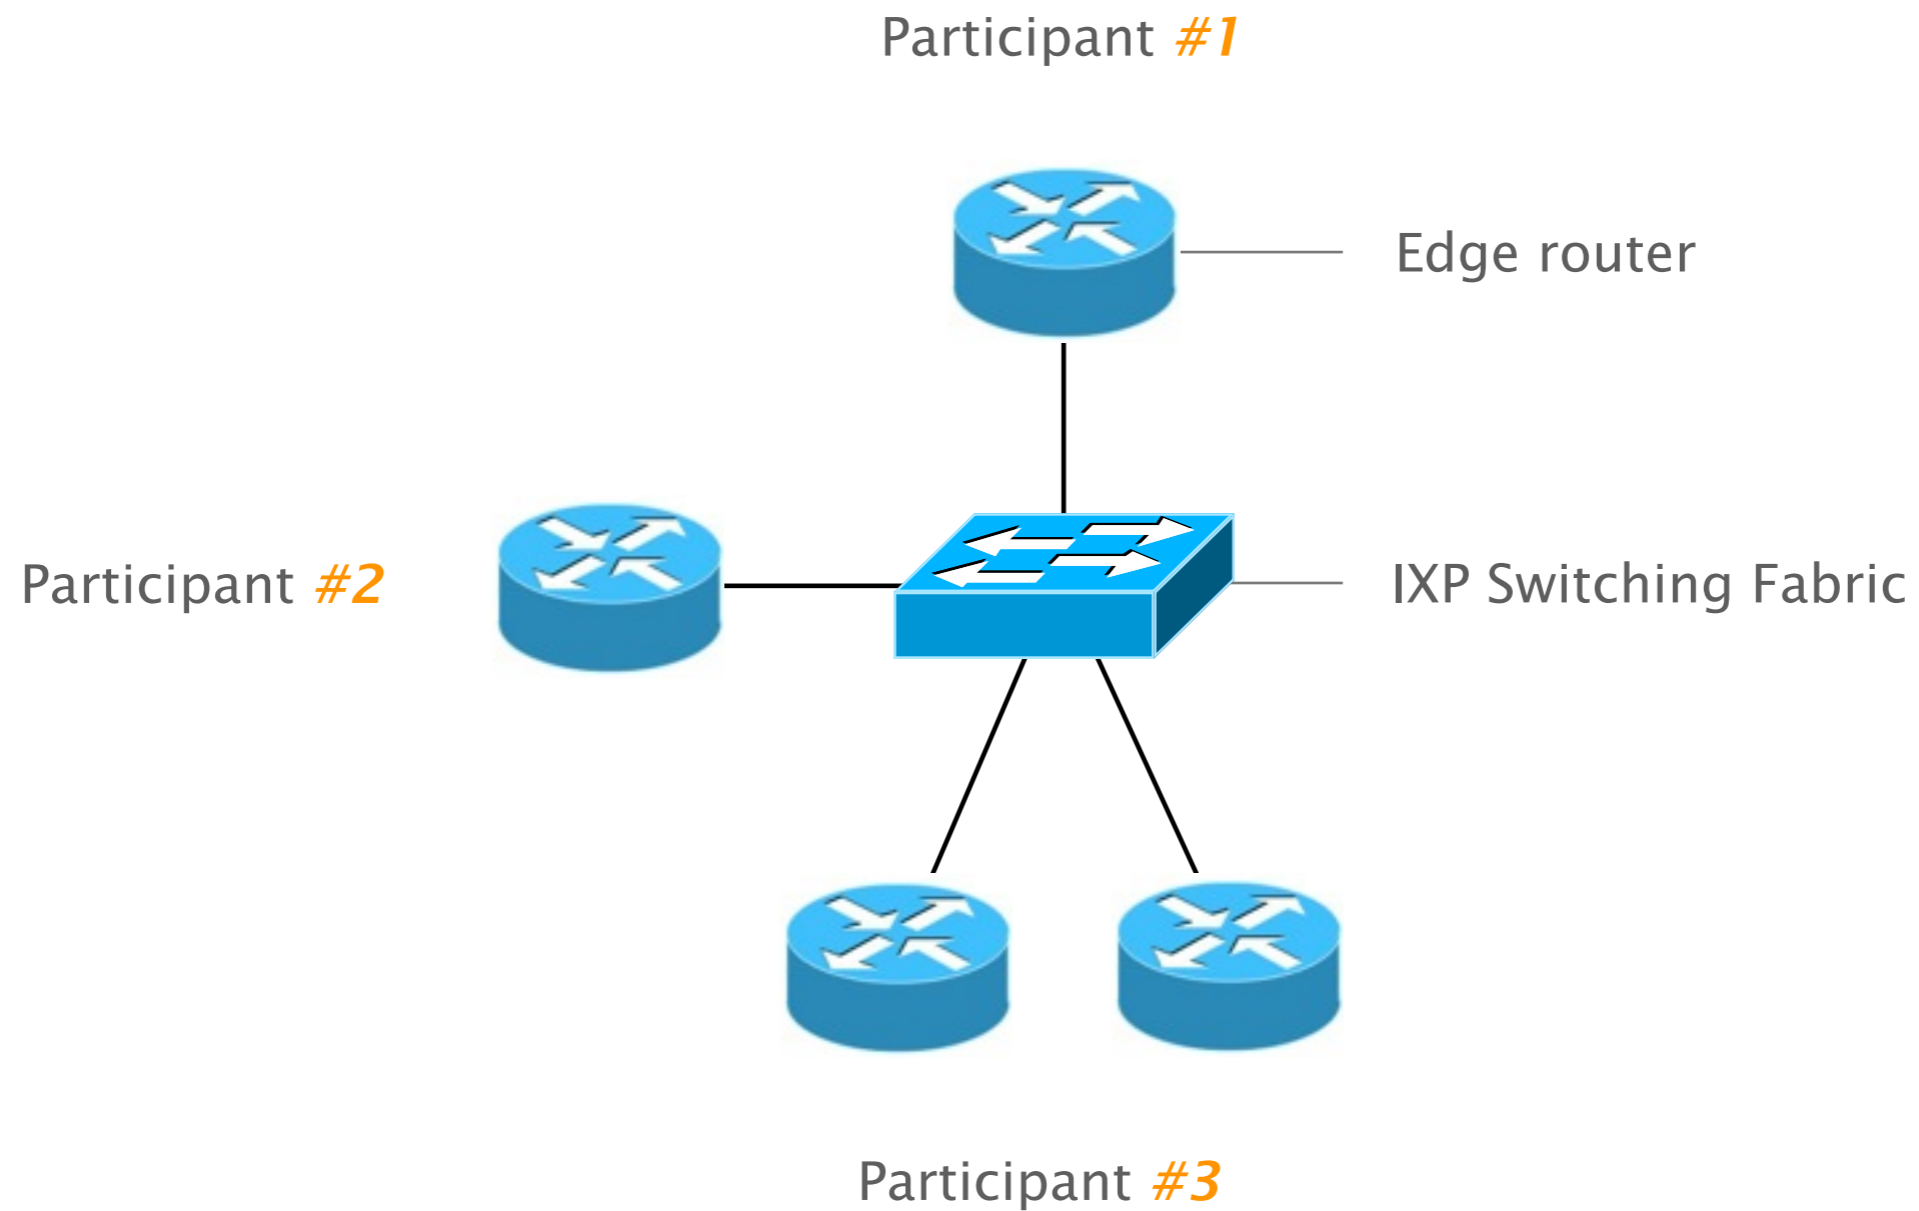 Participant #1
Edge router
Participant #2
IXP Switching Fabric
Participant #3